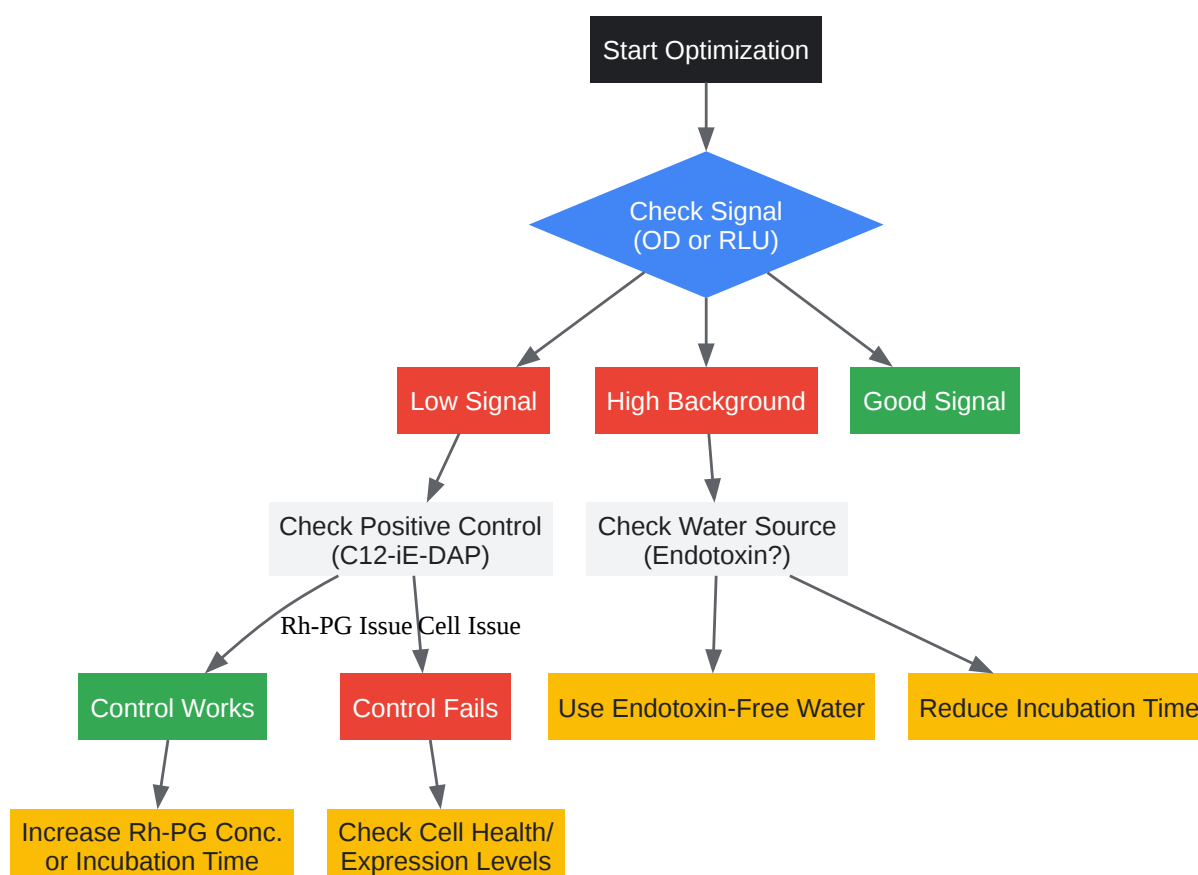 Start Optimization
Check Signal
(OD or RLU)
Low Signal
High Background
Good Signal
Check Positive Control
(C12-iE-DAP)
Check Water Source
(Endotoxin?)
Rh-PG Issue
Cell Issue
Control Works
Control Fails
Use Endotoxin-Free Water
Reduce Incubation Time
Increase Rh-PG Conc.
or Incubation Time
Check Cell Health/
Expression Levels